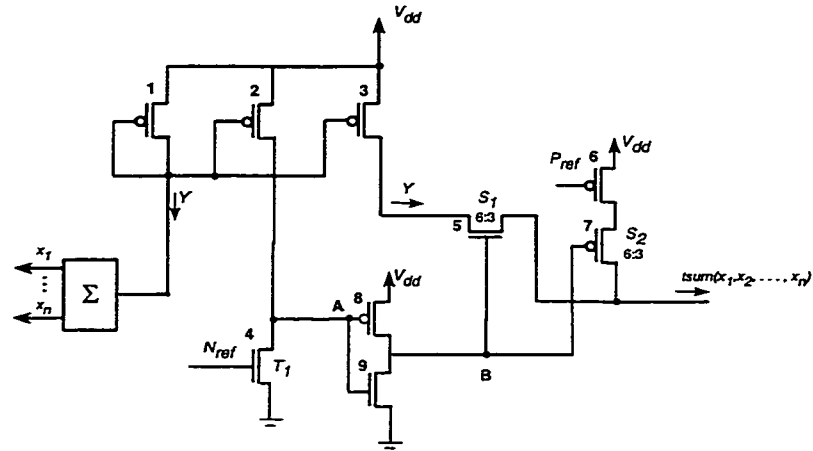 V_dd
1
2
3
Y
x_1
x_n
Σ
Y
S_1
6:3
5
P_ref
6
V_dd
7
S_2
6:3
tsum(x_1,x_2,----,x_n)
V_dd
A
8
4
N_ref
T_1
9
B